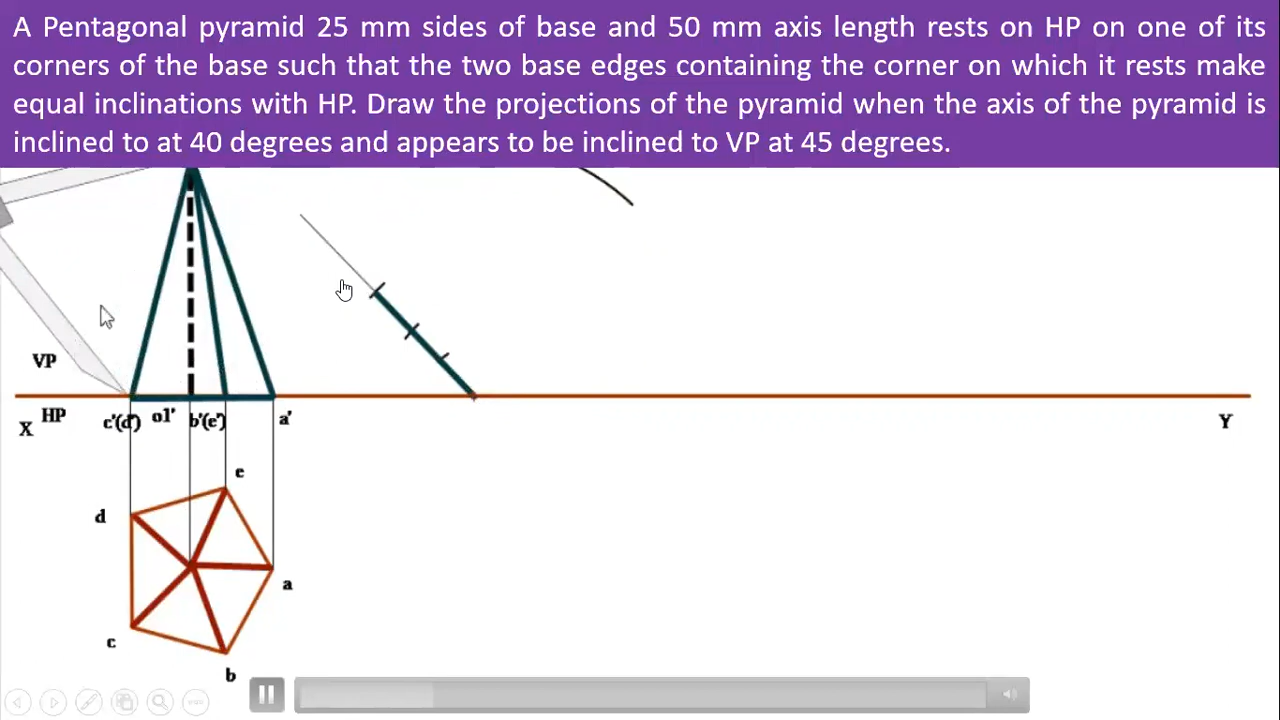 A Pentagonal pyramid 25 mm sides of base and 50 mm axis length rests on HP on one of its
corners of the base such that the two base edges containing the corner on which it rests make
equal inclinations with HP. Draw the projections of the pyramid when the axis of the pyramid is
inclined to at 40 degrees and appears to be inclined to VP at 45 degrees.
VP
X HP c'(d') o1' b'(e') a' Y
e
d
a
c
b